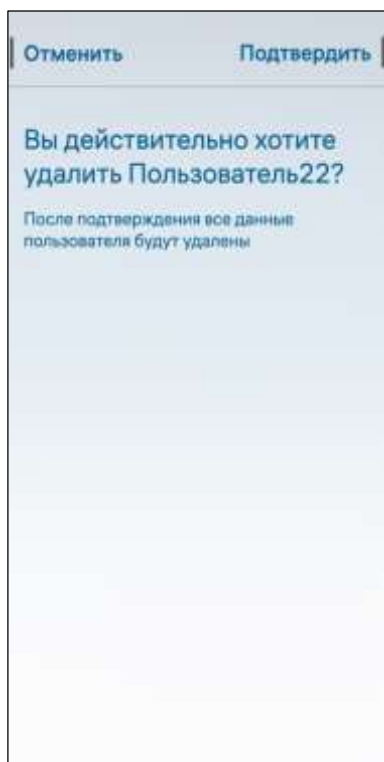 Отменить Подтвердить
Вы действительно хотите
удалить Пользователь22?
После подтверждения все данные
пользователя будут удалены